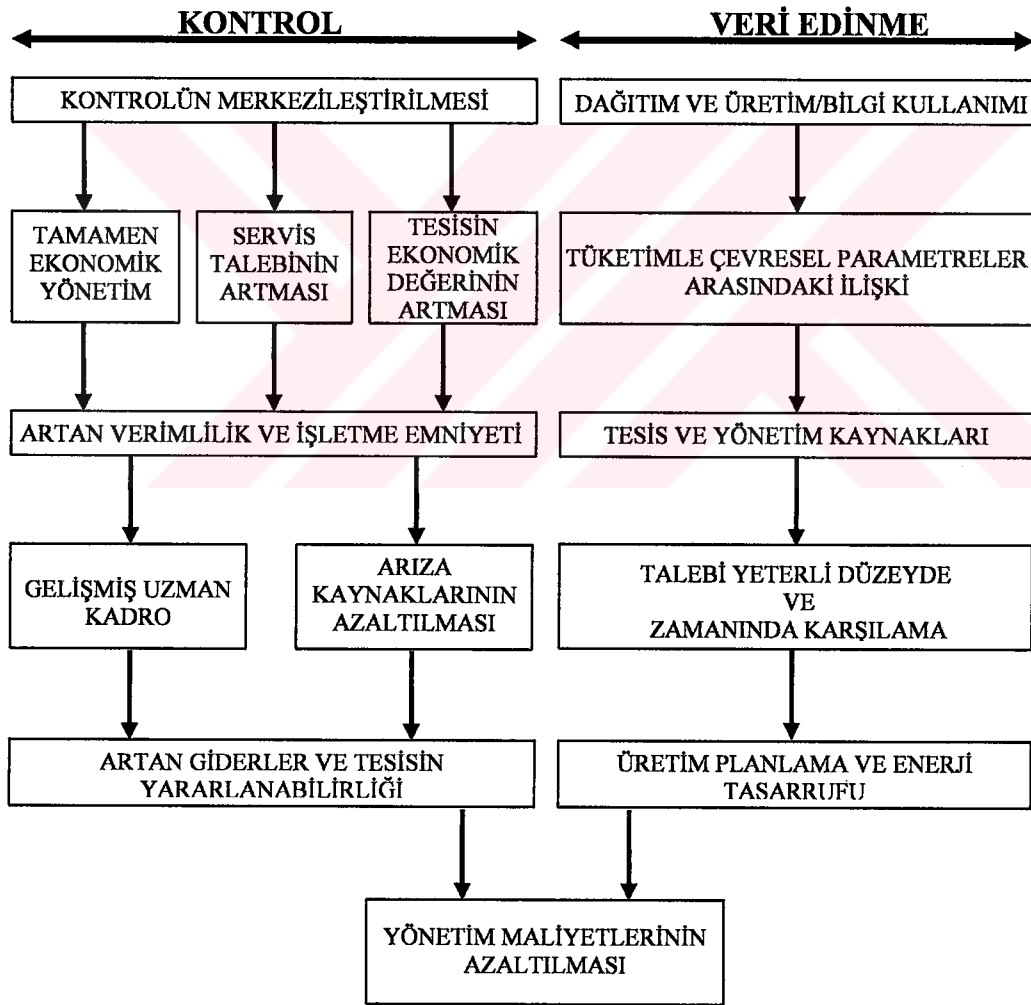 KONTROL
VERİ EDİNME
KONTROLÜN MERKEZİLEŞTİRİLMESİ
DAĞITIM VE ÜRETİM/BİLGİ KULLANIMI
TAMAMEN
EKONOMİK
YÖNETİM
SERVİS
TALEBİNİN
ARTMASI
TESİSİN
EKONOMİK
DEĞERİNİN
ARTMASI
TÜKETİMLE ÇEVRESEL PARAMETRELER
ARASINDAKİ İLİŞKİ
ARTAN VERİMLİLİK VE İŞLETME EMNİYETİ
TESİS VE YÖNETİM KAYNAKLARI
GELİŞMİŞ UZMAN
KADRO
ARIZA
KAYNAKLARININ
AZALTILMASI
TALEBİ YETERLİ DÜZEYDE
VE
ZAMANINDA KARŞILAMA
ARTAN GİDERLER VE TESİSİN
YARARLANABİLİRLİĞİ
ÜRETİM PLANLAMA VE ENERJİ
TASARRUFU
YÖNETİM MALİYETLERİNİN
AZALTILMASI